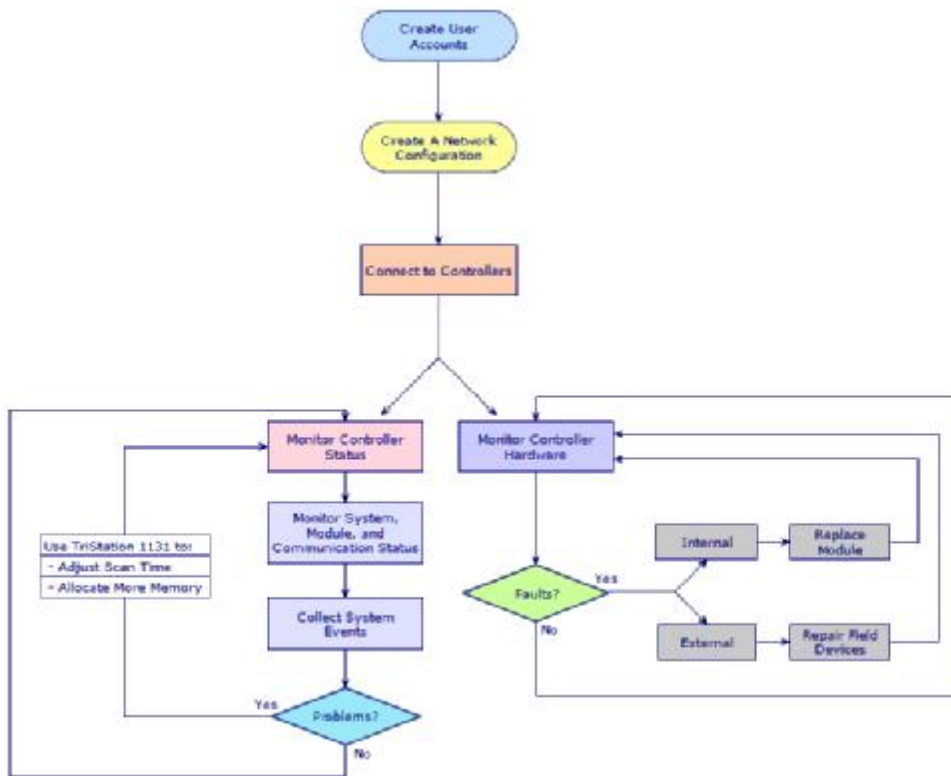 Create User
Accounts
Create A Network
Configuration
Connect to Controllers
Monitor Controller
Status
Monitor System,
Module, and
Communication Status
Collect System
Events
Problems?
Yes
No
Use TriStation 1131 to:
- Adjust Scan Time
- Allocate More Memory
Monitor Controller
Hardware
Faults?
Yes
No
Internal
Replace
Module
External
Repair Field
Devices